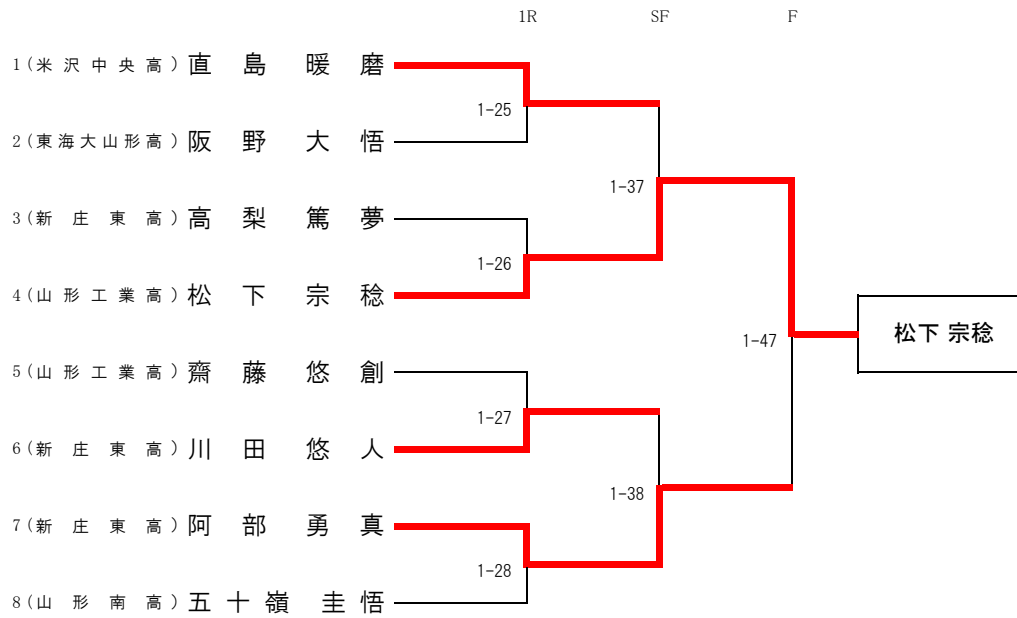 1R SF F
1(米沢中央高) 直島暖磨
1-25
2(東海大山形高) 阪野大悟
1-37
3(新庄東高) 高梨篤夢
1-26
4(山形工業高) 松下宗稔
松下 宗稔
1-47
5(山形工業高) 齋藤悠創
1-27
6(新庄東高) 川田悠人
1-38
7(新庄東高) 阿部勇真
1-28
8(山形南高) 五十嶺圭悟